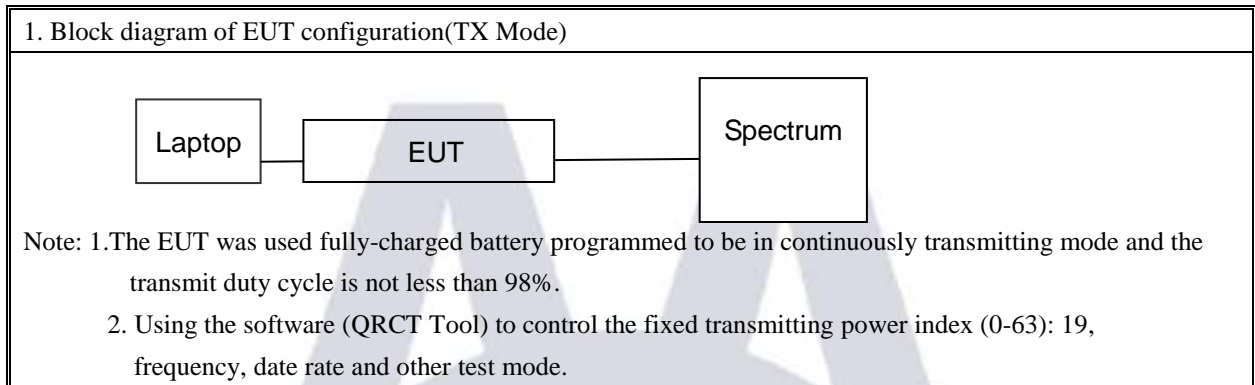 1. Block diagram of EUT configuration(TX Mode)
Laptop
EUT
Spectrum
Note: 1.The EUT was used fully-charged battery programmed to be in continuously transmitting mode and the
transmit duty cycle is not less than 98%.
2. Using the software (QRCT Tool) to control the fixed transmitting power index (0-63): 19,
frequency, date rate and other test mode.